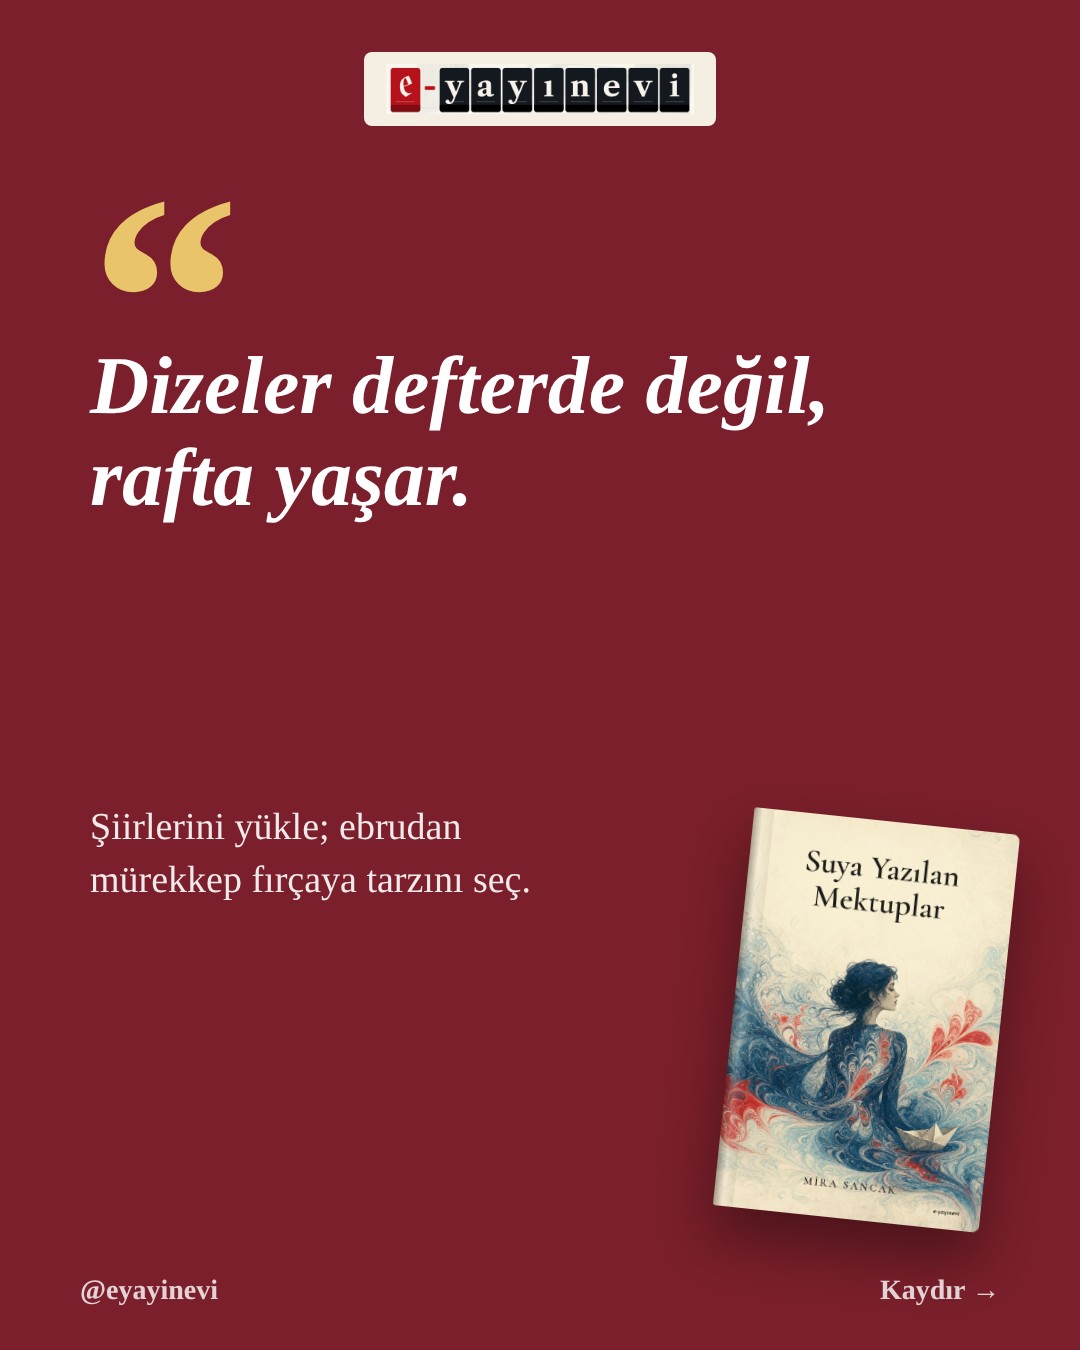 e-yayınevi
“
Dizeler defterde değil,
rafta yaşar.
Şiirlerini yükle; ebrudan
mürekkep fırçaya tarzını seç.
Suya Yazılan
Mektuplar
MİRA SANCAK
e-yayınevi
@eyayinevi
Kaydır →